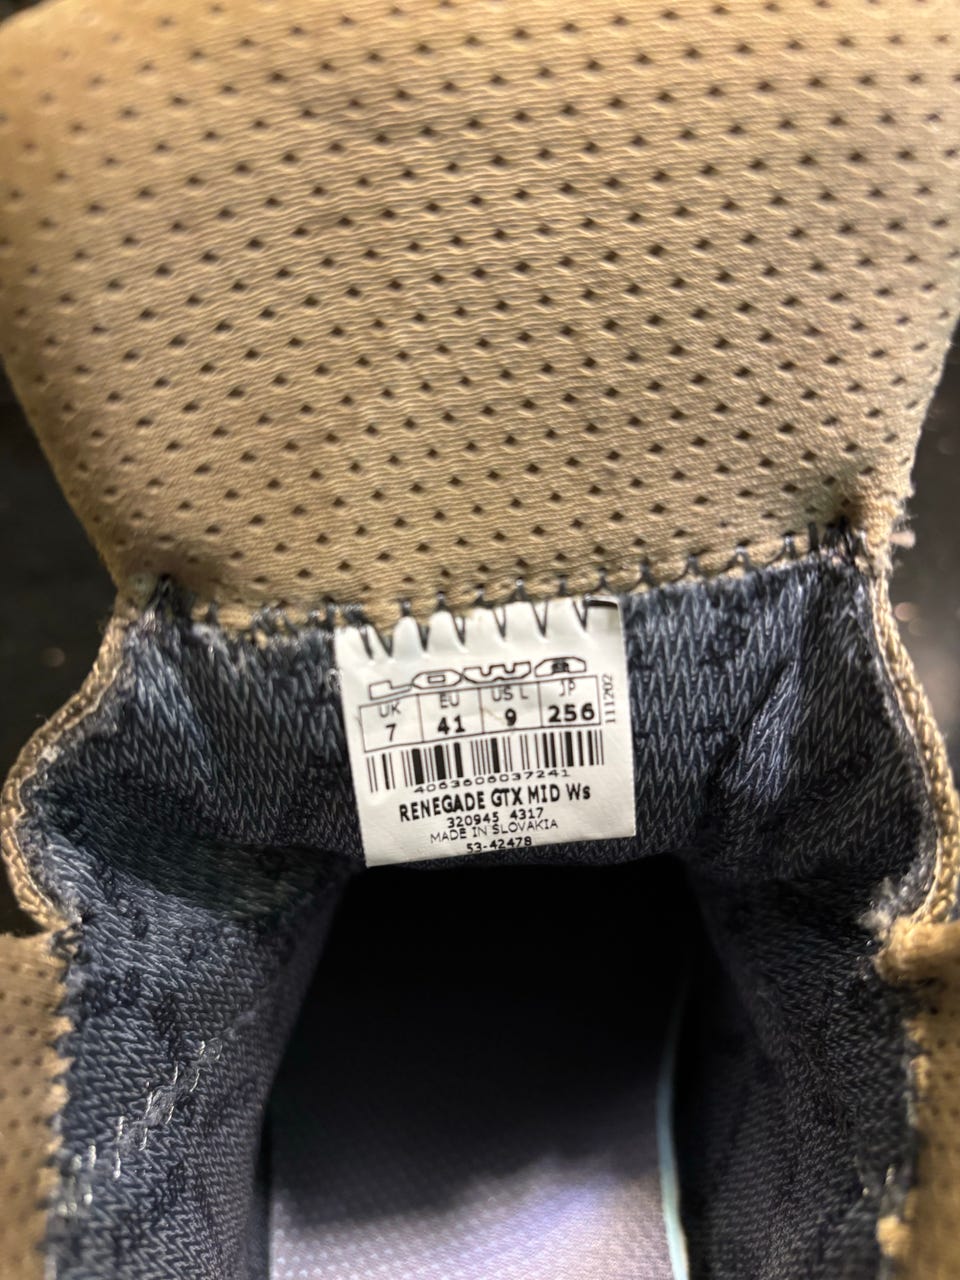 LOWA
UK EU US L JP
7 41 9 256
111202
4063606037241
RENEGADE GTX MID Ws
320945 4317
MADE IN SLOVAKIA
53-42478